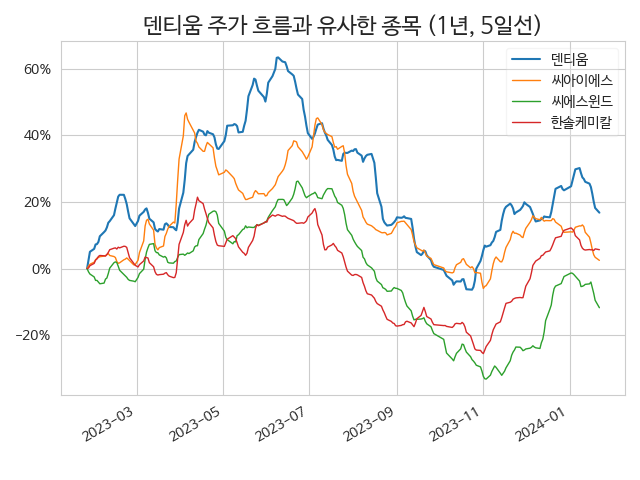 덴티움 주가 흐름과 유사한 종목 (1년, 5일선)
덴티움
씨아이에스
씨에스윈드
한솔케미칼
60%
40%
20%
0%
−20%
2023-03
2023-05
2023-07
2023-09
2023-11
2024-01